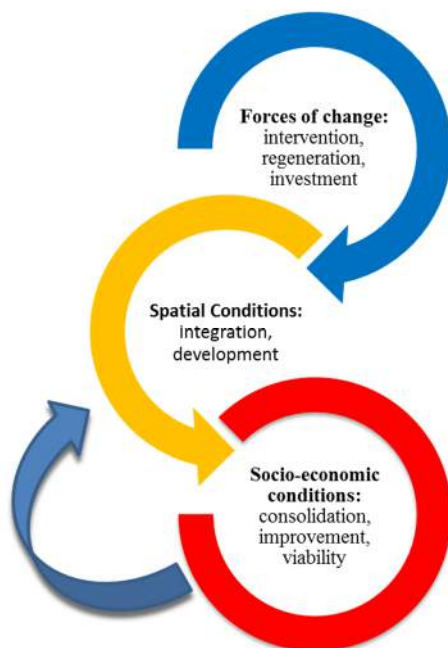 Forces of change:
intervention,
regeneration,
investment
Spatial Conditions:
integration,
development
Socio-economic
conditions:
consolidation,
improvement,
viability